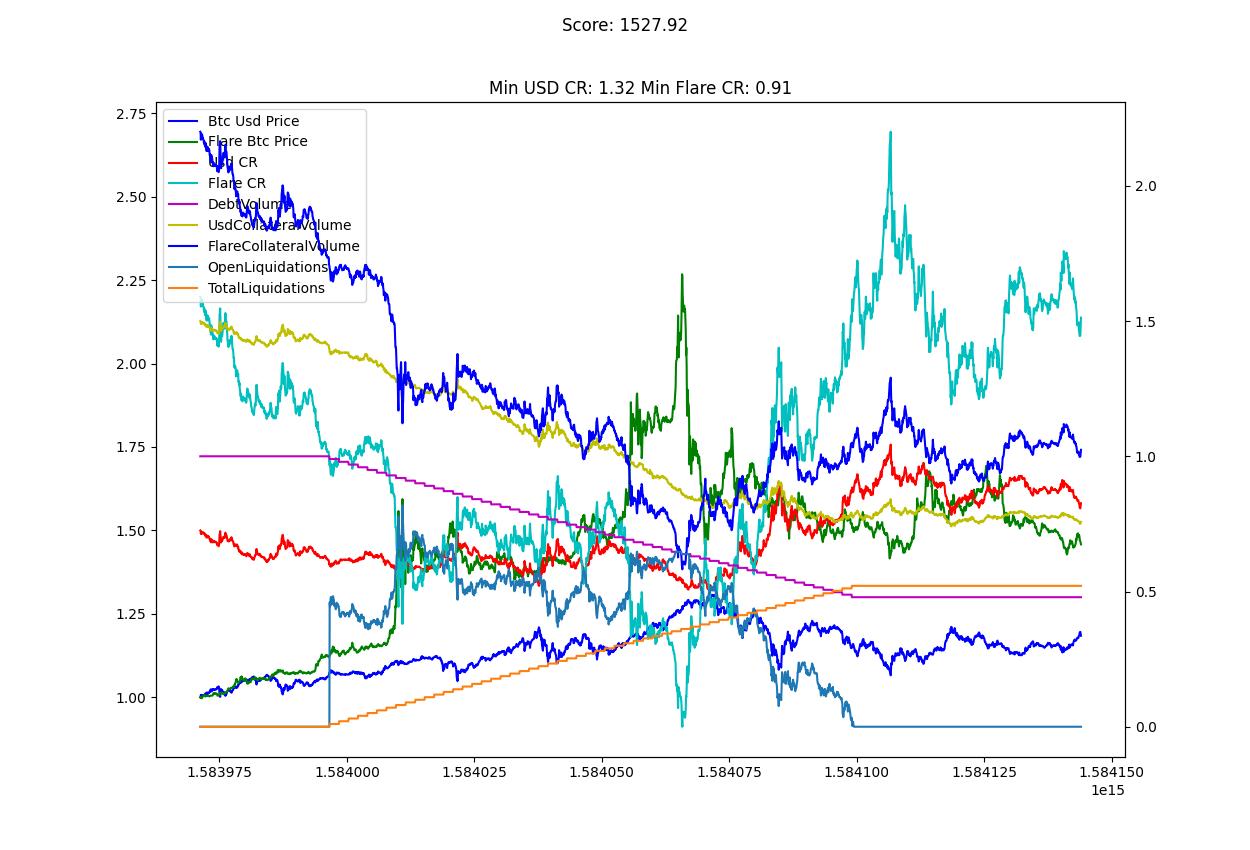 Score: 1527.92
Min USD CR: 1.32 Min Flare CR: 0.91
2.75
2.50
2.25
2.00
1.75
1.50
1.25
1.00
Btc Usd Price
Flare Btc Price
Usd CR
Flare CR
DebtVolume
UsdCollateralVolume
FlareCollateralVolume
OpenLiquidations
TotalLiquidations
2.0
1.5
1.0
0.5
0.0
1.583975 1.584000 1.584025 1.584050 1.584075 1.584100 1.584125 1.584150
1e15